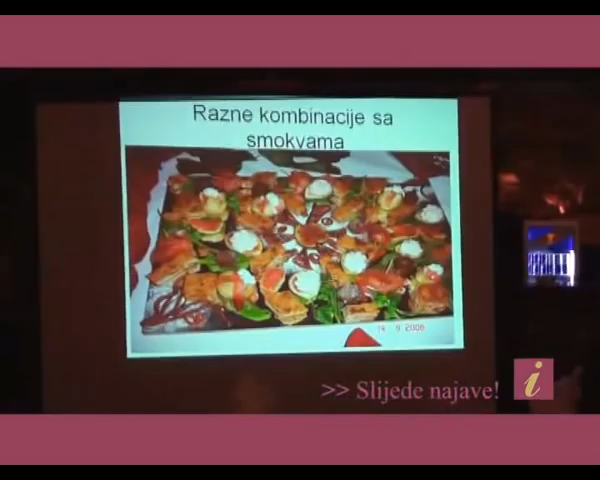 Razne kombinacije sa
smokvama
14 9 2006
>> Slijede najave!
i